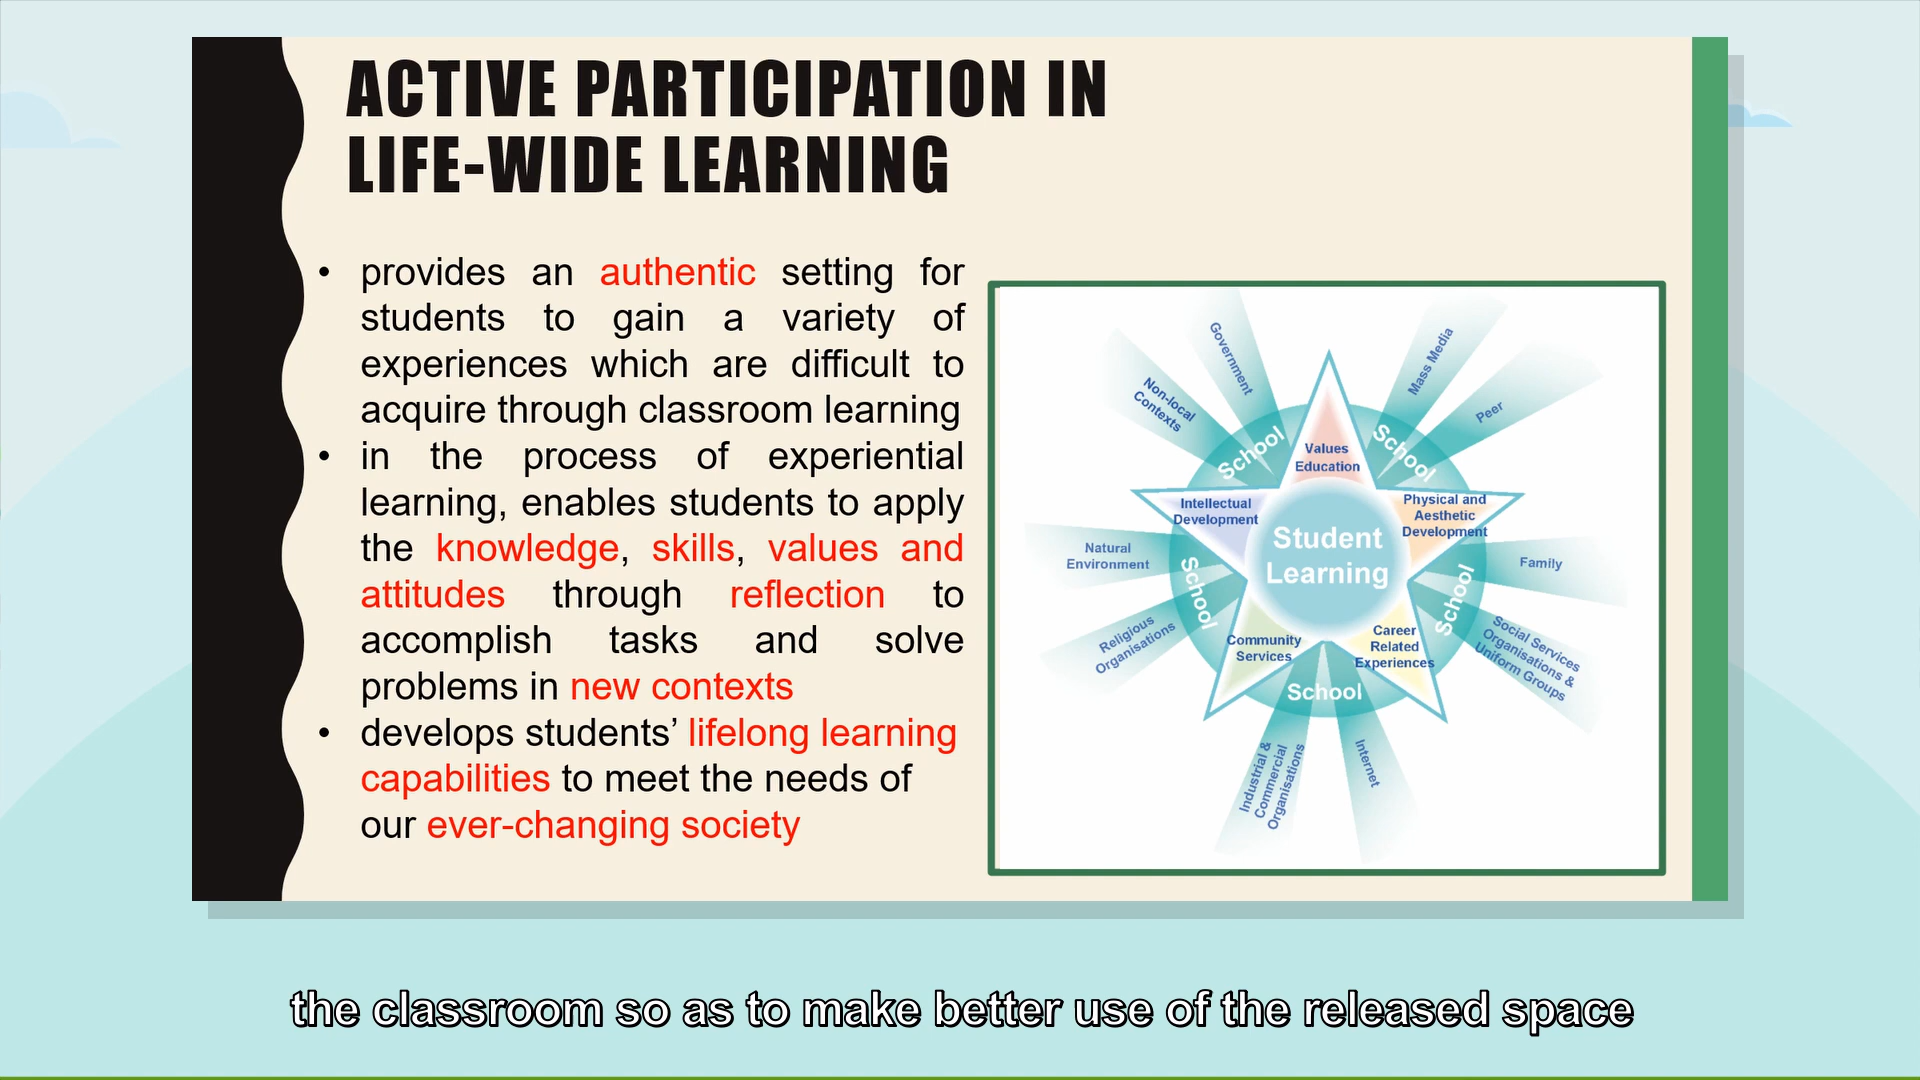 ACTIVE PARTICIPATION IN
LIFE-WIDE LEARNING
• provides an authentic setting for
students to gain a variety of
experiences which are difficult to
acquire through classroom learning
• in the process of experiential
learning, enables students to apply
the knowledge, skills, values and
attitudes through reflection to
accomplish tasks and solve
problems in new contexts
• develops students’ lifelong learning
capabilities to meet the needs of
our ever-changing society
Government
Mass Media
Non-local
Contexts
Peer
School
School
Values
Education
Intellectual
Development
Physical and
Aesthetic
Development
Student
Learning
Natural
Environment
Family
School
School
Religious
Organisations
Community
Services
Career
Related
Experiences
Social Services
Organisations &
Uniform Groups
School
Industrial &
Commercial
Organisations
Internet
the classroom so as to make better use of the released space